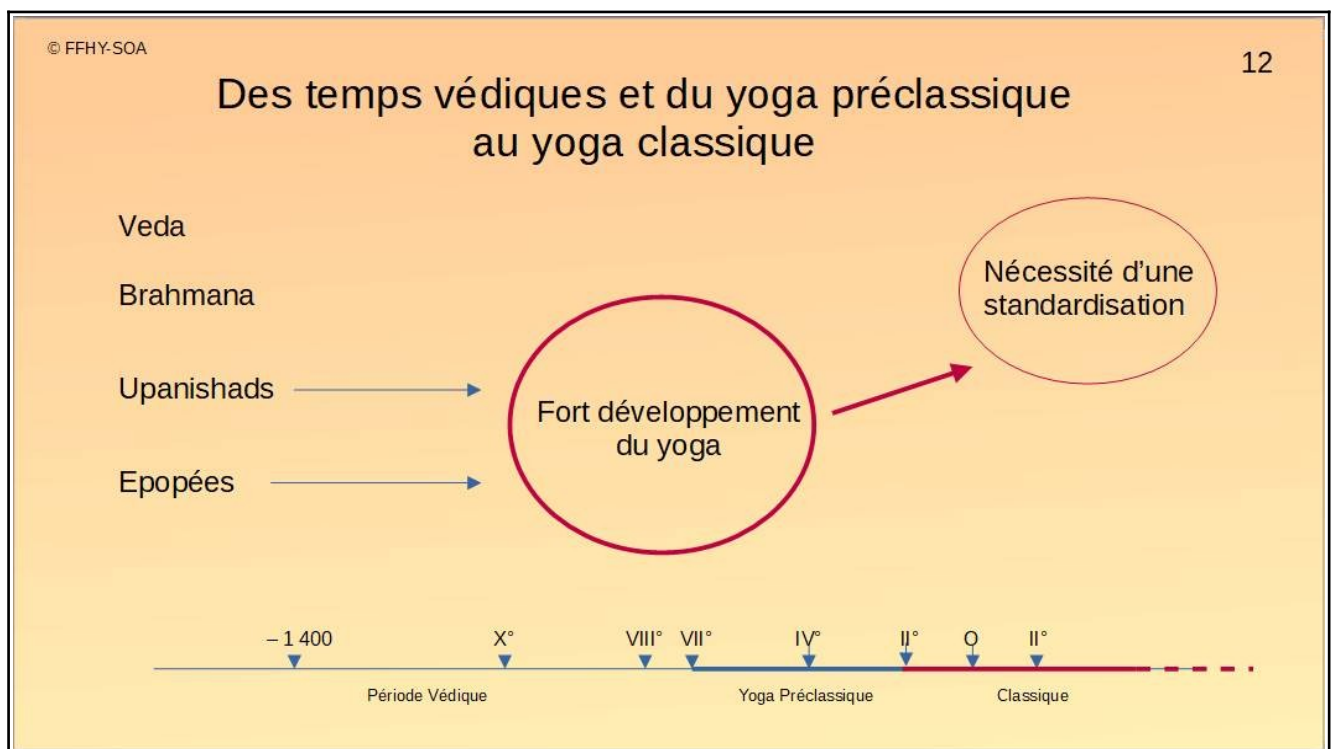 © FFHY-SOA
12
Des temps védiques et du yoga préclassique
au yoga classique
Veda
Brahmana
Upanishads
Epopées
Fort développement
du yoga
Nécessité d’une
standardisation
– 1 400 X° VIII° VII° IV° II° O II°
Période Védique Yoga Préclassique Classique